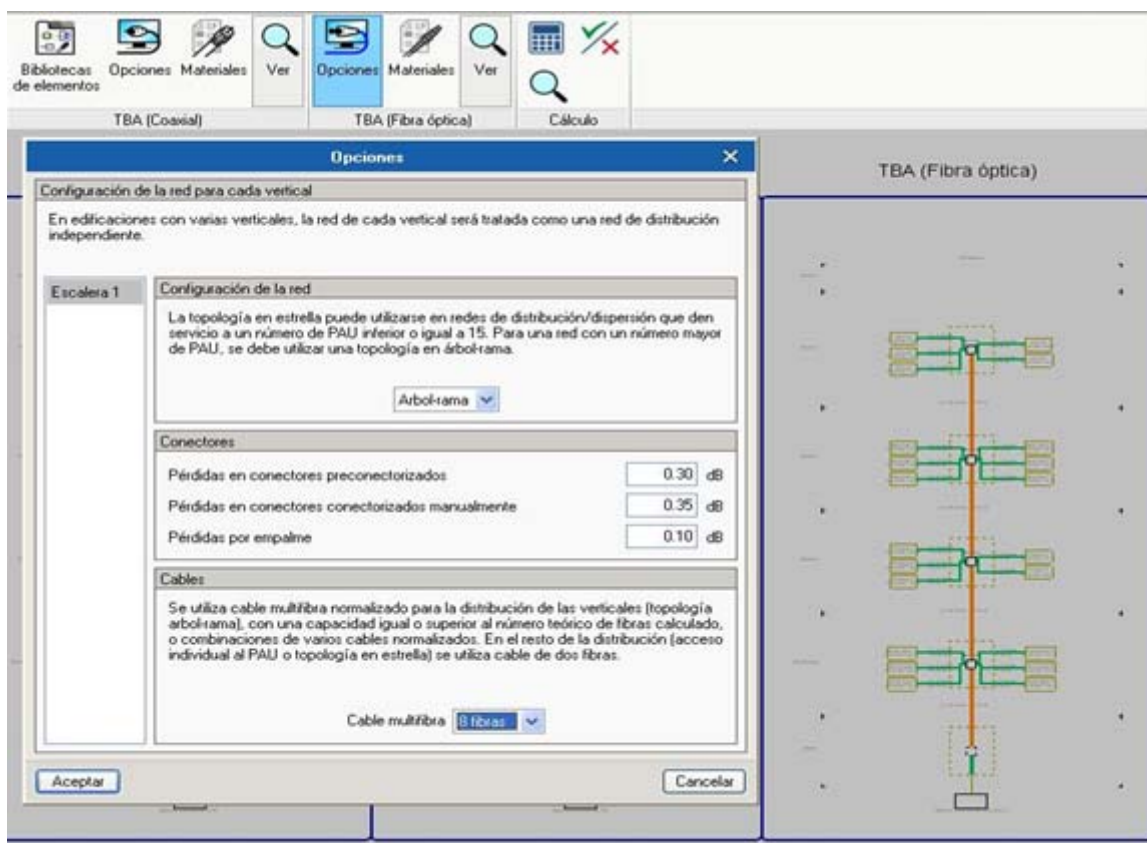 Bibliotecas
de elementos
Opciones
Materiales
Ver
Opciones
Materiales
Ver
TBA (Coaxial)
TBA (Fibra óptica)
Cálculo
Opciones
Configuración de la red para cada vertical
En edificaciones con varias verticales, la red de cada vertical será tratada como una red de distribución
independiente.
Escalera 1
Configuración de la red
La topología en estrella puede utilizarse en redes de distribución/dispersión que den
servicio a un número de PAU inferior o igual a 15. Para una red con un número mayor
de PAU, se debe utilizar una topología en árbol-rama.
Arbol-rama
Conectores
Pérdidas en conectores preconectorizados 0.30 dB
Pérdidas en conectores conectorizados manualmente 0.35 dB
Pérdidas por empalme 0.10 dB
Cables
Se utiliza cable multifibra normalizado para la distribución de las verticales (topología
arbol-rama), con una capacidad igual o superior al número teórico de fibras calculado,
o combinaciones de varios cables normalizados. En el resto de la distribución (acceso
individual al PAU o topología en estrella) se utiliza cable de dos fibras.
Cable multifibra 8 fibras
Aceptar
Cancelar
TBA (Fibra óptica)